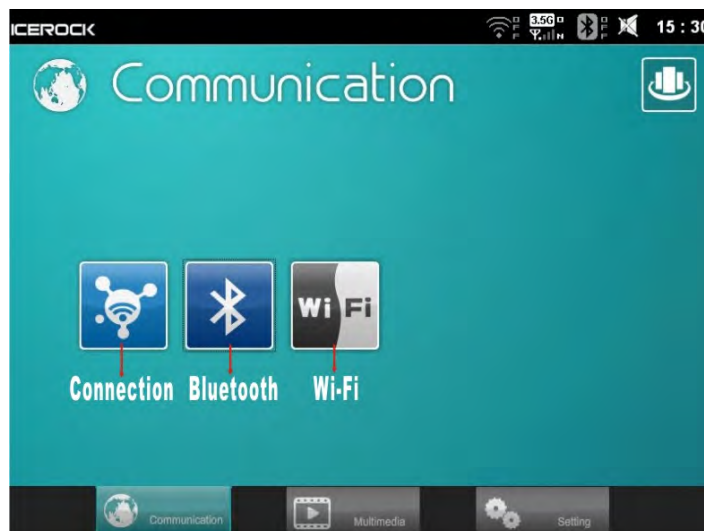 ICEROCK 3.5G 15 : 30
Communication
Wi Fi
Connection Bluetooth Wi-Fi
Communication Multimedia Setting